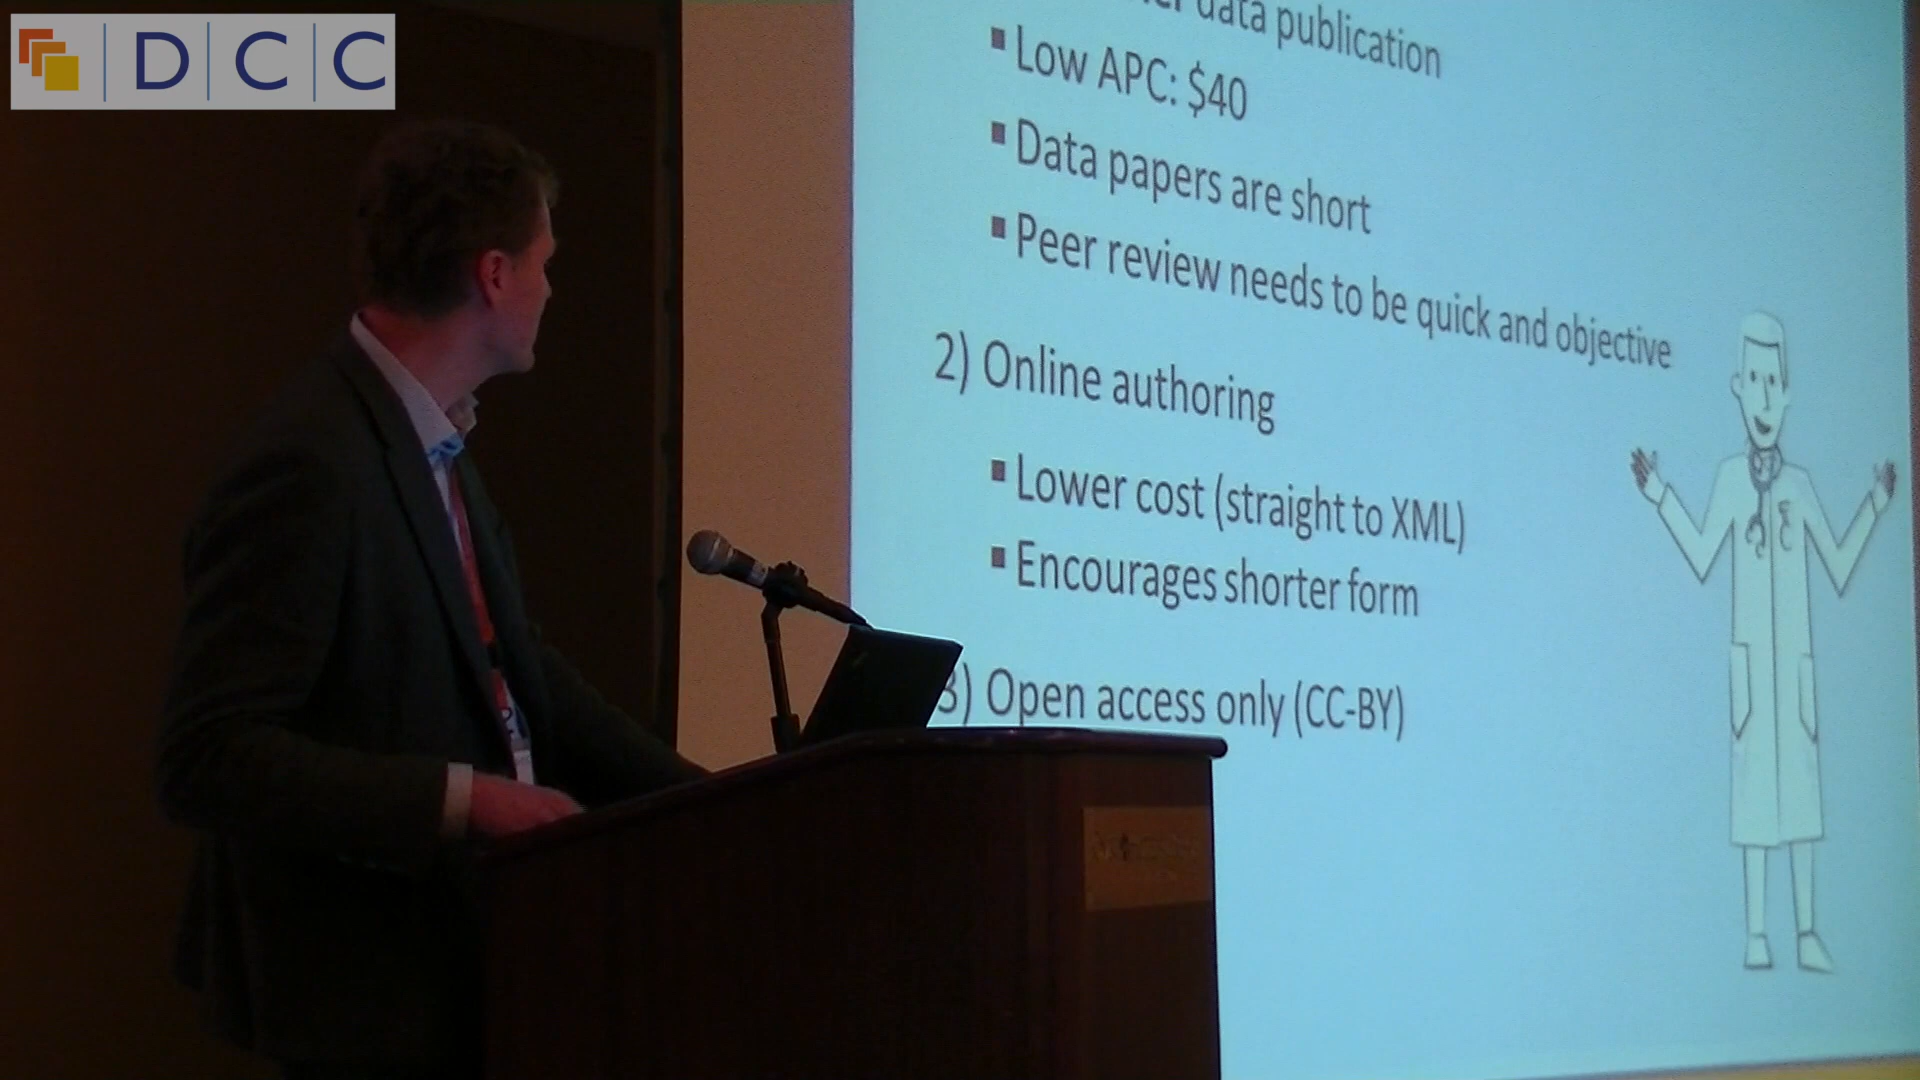 DCC
data publication
▪ Low APC: $40
▪ Data papers are short
▪ Peer review needs to be quick and objective
2) Online authoring
▪ Lower cost (straight to XML)
▪ Encourages shorter form
3) Open access only (CC-BY)